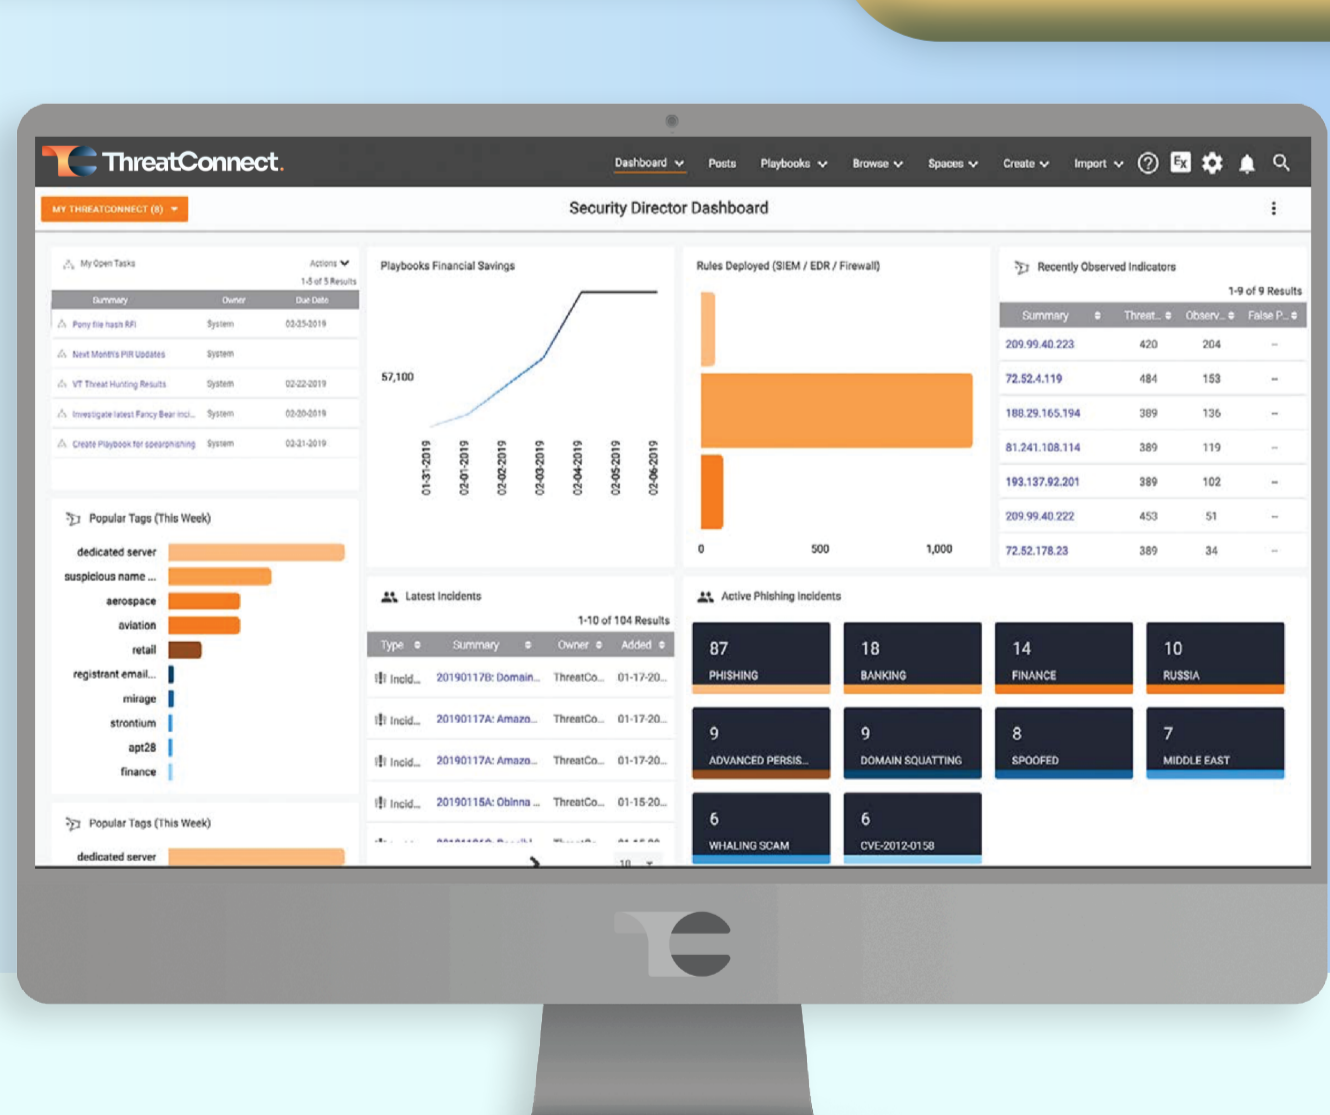 ThreatConnect.
Dashboard Posts Playbooks Browse Spaces Create Import Ex
MY THREATCONNECT (8)
Security Director Dashboard
My Open Tasks Actions
1-5 of 5 Results
Summary Owner Due Date
Pony file hash RFI System 02-25-2019
Next Month's PIR Updates System
VT Threat Hunting Results System 02-22-2019
Investigate latest Fancy Bear inci... System 02-20-2019
Create Playbook for spearphishing System 02-21-2019
Popular Tags (This Week)
dedicated server
suspicious name ...
aerospace
aviation
retail
registrant email...
mirage
strontium
apt28
finance
Popular Tags (This Week)
dedicated server
Playbooks Financial Savings
57,100
01-31-2019
02-01-2019
02-02-2019
02-03-2019
02-04-2019
02-05-2019
02-06-2019
Latest Incidents
1-10 of 104 Results
Type Summary Owner Added
Incid... 20190117B: Domain... ThreatCo... 01-17-20...
Incid... 20190117A: Amazo... ThreatCo... 01-17-20...
Incid... 20190117A: Amazo... ThreatCo... 01-17-20...
Incid... 20190115A: Obinna ... ThreatCo... 01-15-20...
10
Rules Deployed (SIEM / EDR / Firewall)
0 500 1,000
Recently Observed Indicators
1-9 of 9 Results
Summary Threat... Observ... False P...
209.99.40.223 420 204 --
72.52.4.119 484 153 --
188.29.165.194 389 136 --
81.241.108.114 389 119 --
193.137.92.201 389 102 --
209.99.40.222 453 51 --
72.52.178.23 389 34 --
Active Phishing Incidents
87
PHISHING
18
BANKING
14
FINANCE
10
RUSSIA
9
ADVANCED PERSIS...
9
DOMAIN SQUATTING
8
SPOOFED
7
MIDDLE EAST
6
WHALING SCAM
6
CVE-2012-0158